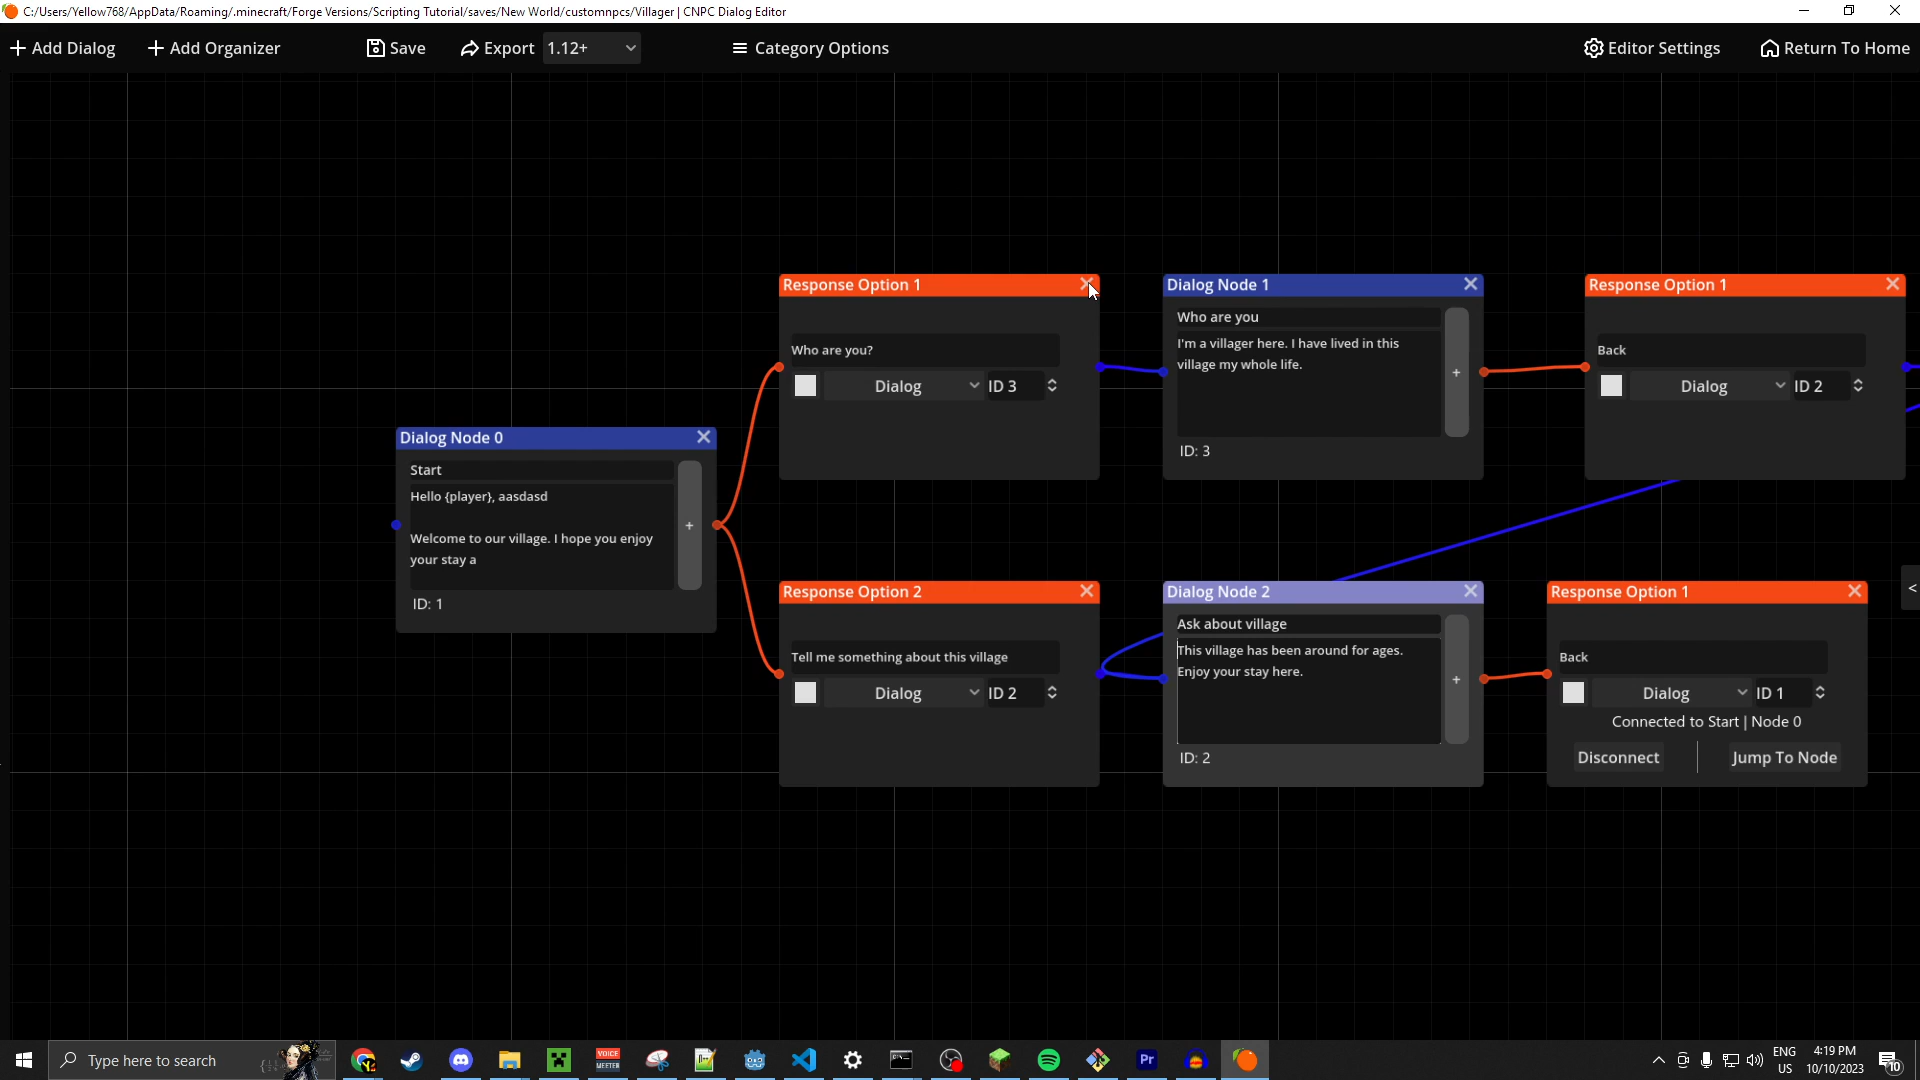 C:/Users/Yellow768/AppData/Roaming/.minecraft/Forge Versions/Scripting Tutorial/saves/New World/customnpcs/Villager | CNPC Dialog Editor
+ Add Dialog
+ Add Organizer
Save
Export
1.12+
Category Options
Editor Settings
Return To Home
Response Option 1
Who are you?
Dialog
ID 3
Dialog Node 1
Who are you
I'm a villager here. I have lived in this
village my whole life.
+
ID: 3
Response Option 1
Back
Dialog
ID 2
Dialog Node 0
Start
Hello {player}, aasdasd
Welcome to our village. I hope you enjoy
your stay a
+
ID: 1
Response Option 2
Tell me something about this village
Dialog
ID 2
Dialog Node 2
Ask about village
This village has been around for ages.
Enjoy your stay here.
+
ID: 2
Response Option 1
Back
Dialog
ID 1
Connected to Start | Node 0
Disconnect
Jump To Node
<
Type here to search
VOICE
MEETER
Pr
ENG
US
4:19 PM
10/10/2023
10